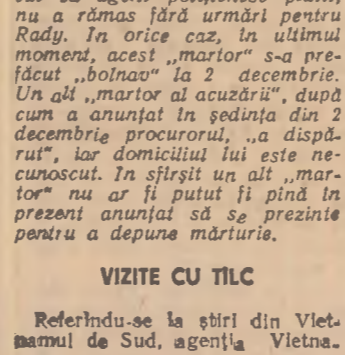 nu a rămas fără urmări pentru
Rady. In orice caz, în ultimul
moment, acest „martor“ s-a pre-
făcut „bolnav“ la 2 decembrie.
Un alt „martor al acuzării“, după
cum a anunțat în ședința din 2
decembrie procurorul, „a dispă-
rut“, iar domiciliul lui este ne-
cunoscut. In sfîrșit un alt „mar-
tor“ nu ar fi putut fi pînă în
prezent anunțat să se prezinte
pentru a depune mărturie.
VIZITE CU TÎLC
Referindu-se la știri din Viet-
namul de Sud, agenția Vietna-